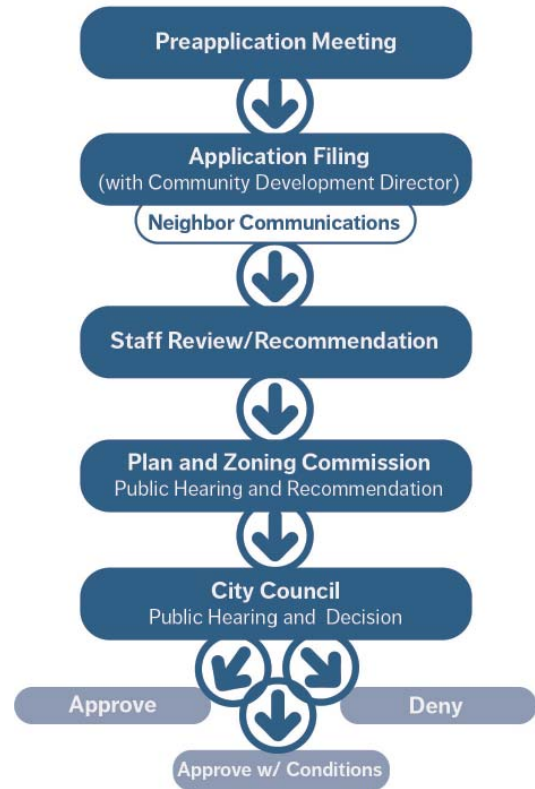 Preapplication Meeting
Application Filing
(with Community Development Director)
Neighbor Communications
Staff Review/Recommendation
Plan and Zoning Commission
Public Hearing and Recommendation
City Council
Public Hearing and Decision
Approve
Deny
Approve w/ Conditions